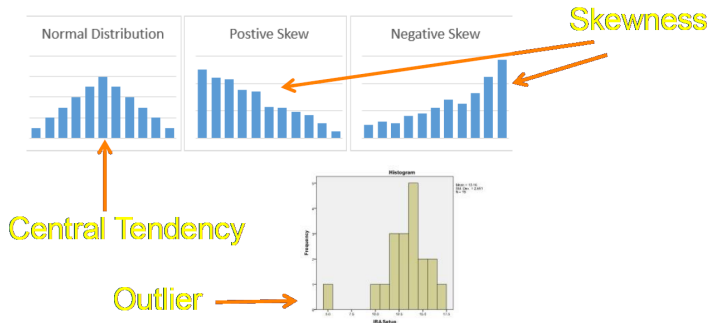 Skewness
Normal Distribution
Postive Skew
Negative Skew
Central Tendency
Histogram
Frequency
Outlier